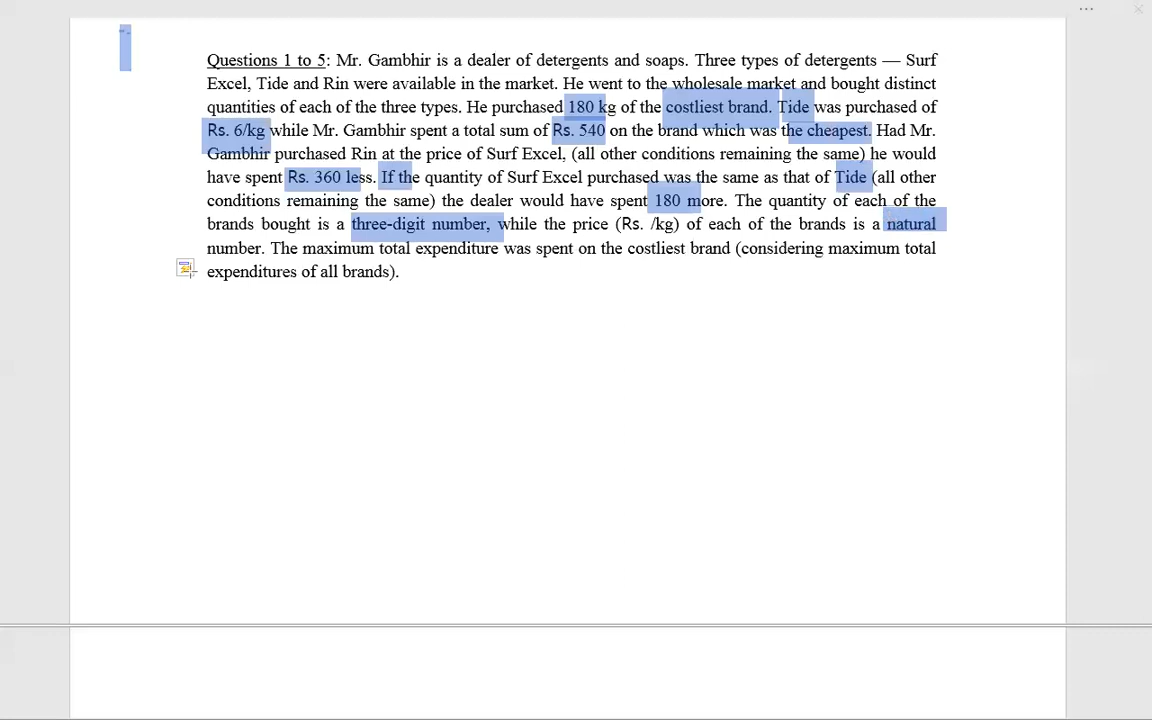 Questions 1 to 5: Mr. Gambhir is a dealer of detergents and soaps. Three types of detergents — Surf
Excel, Tide and Rin were available in the market. He went to the wholesale market and bought distinct
quantities of each of the three types. He purchased 180 kg of the costliest brand. Tide was purchased of
Rs. 6/kg while Mr. Gambhir spent a total sum of Rs. 540 on the brand which was the cheapest. Had Mr.
Gambhir purchased Rin at the price of Surf Excel, (all other conditions remaining the same) he would
have spent Rs. 360 less. If the quantity of Surf Excel purchased was the same as that of Tide (all other
conditions remaining the same) the dealer would have spent 180 more. The quantity of each of the
brands bought is a three-digit number, while the price (Rs. /kg) of each of the brands is a natural
number. The maximum total expenditure was spent on the costliest brand (considering maximum total
expenditures of all brands).